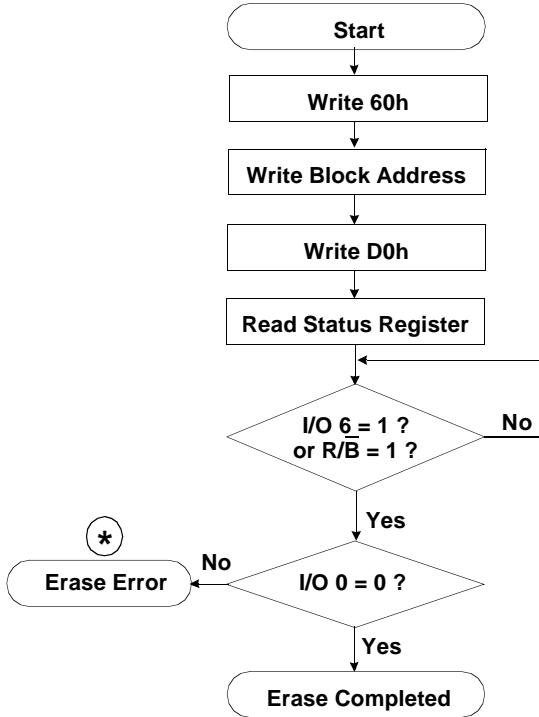 Start
Write 60h
Write Block Address
Write D0h
Read Status Register
I/O 6 = 1 ?
or R/B̅ = 1 ?
No
Yes
*
No
Erase Error
I/O 0 = 0 ?
Yes
Erase Completed